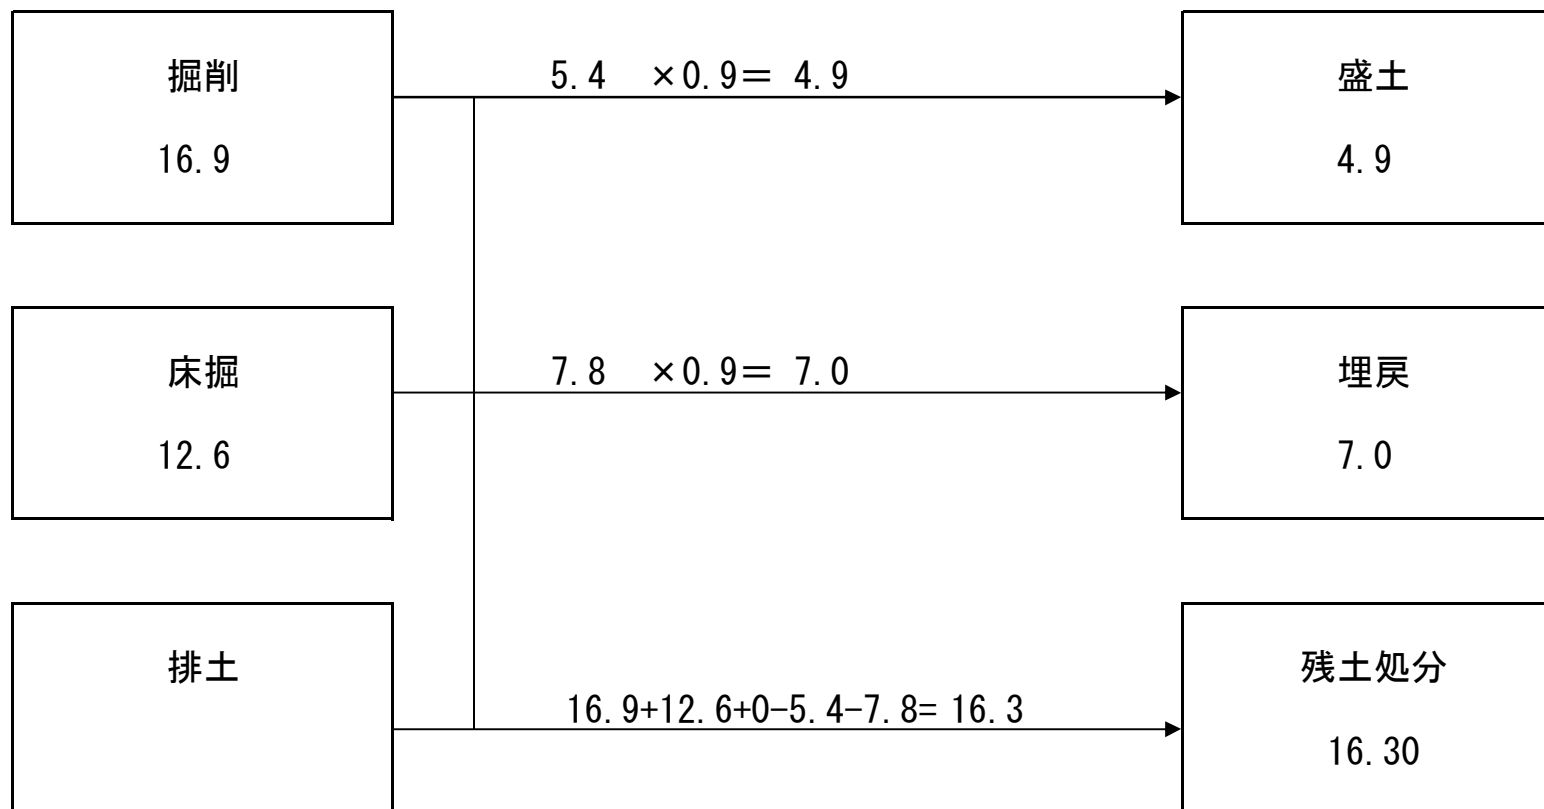 掘削
5.4 ×0.9＝ 4.9
盛土
16.9
4.9
床掘
7.8 ×0.9＝ 7.0
埋戻
12.6
7.0
排土
残土処分
16.9+12.6+0-5.4-7.8= 16.3
16.30